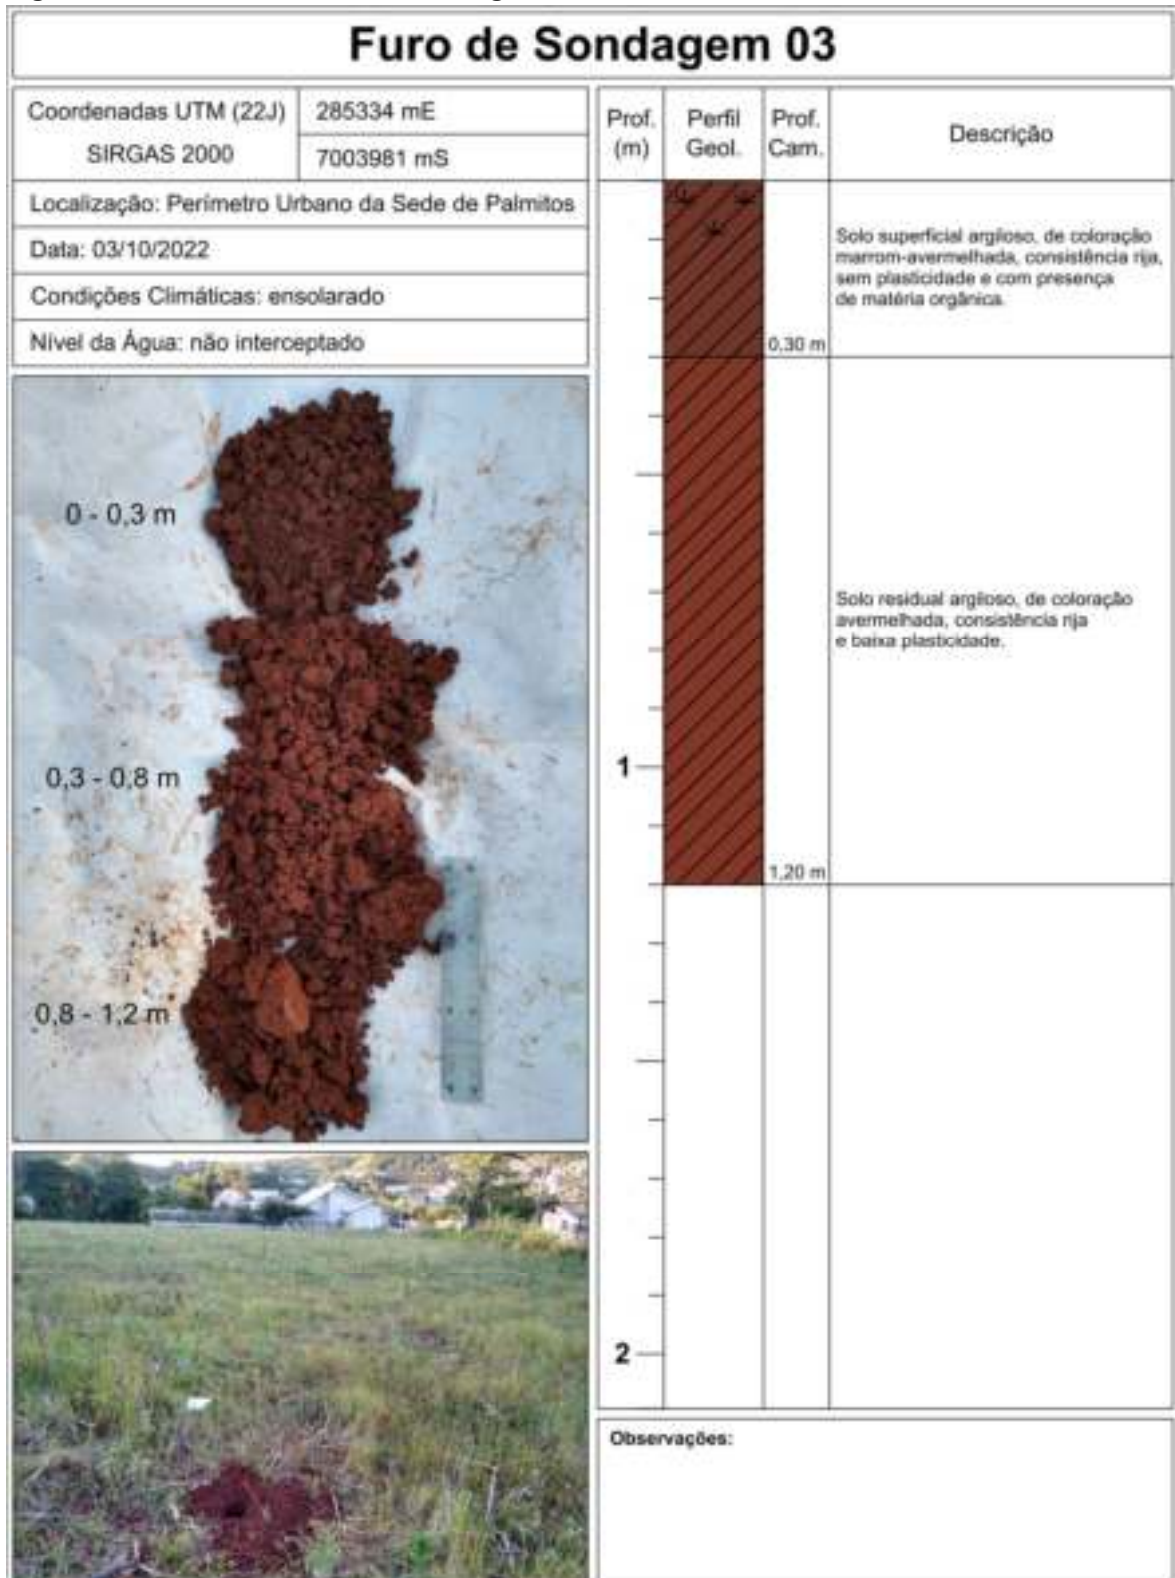 Furo de Sondagem 03
Coordenadas UTM (22J)
SIRGAS 2000
285334 mE
7003981 mS
Localização: Perímetro Urbano da Sede de Palmitos
Data: 03/10/2022
Condições Climáticas: ensolarado
Nível da Água: não interceptado
0 - 0,3 m
0,3 - 0,8 m
0,8 - 1,2 m
Prof.
(m)
Perfil
Geol.
Prof.
Cam.
Descrição
Solo superficial argiloso, de coloração
marrom-avermelhada, consistência rija,
sem plasticidade e com presença
de matéria orgânica.
0,30 m
Solo residual argiloso, de coloração
avermelhada, consistência rija
e baixa plasticidade.
1
1,20 m
2
Observações: